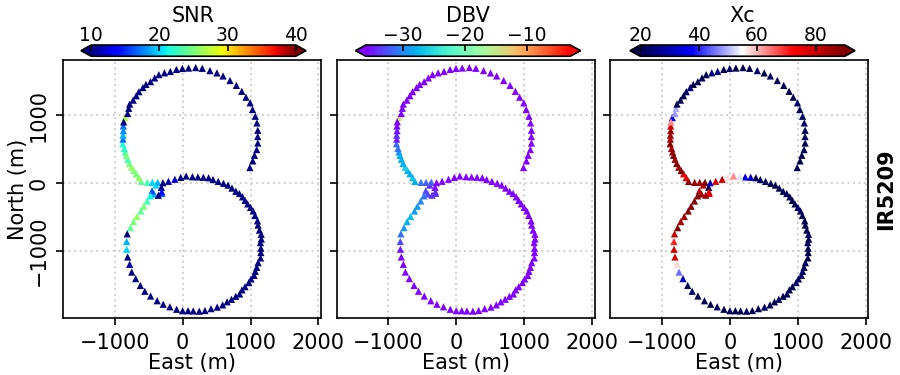 SNR DBV Xc
10 20 30 40 −30 −20 −10 20 40 60 80
1000
0
−1000
North (m)
IR5209
−1000 0 1000 2000 −1000 0 1000 2000 −1000 0 1000 2000
East (m) East (m) East (m)